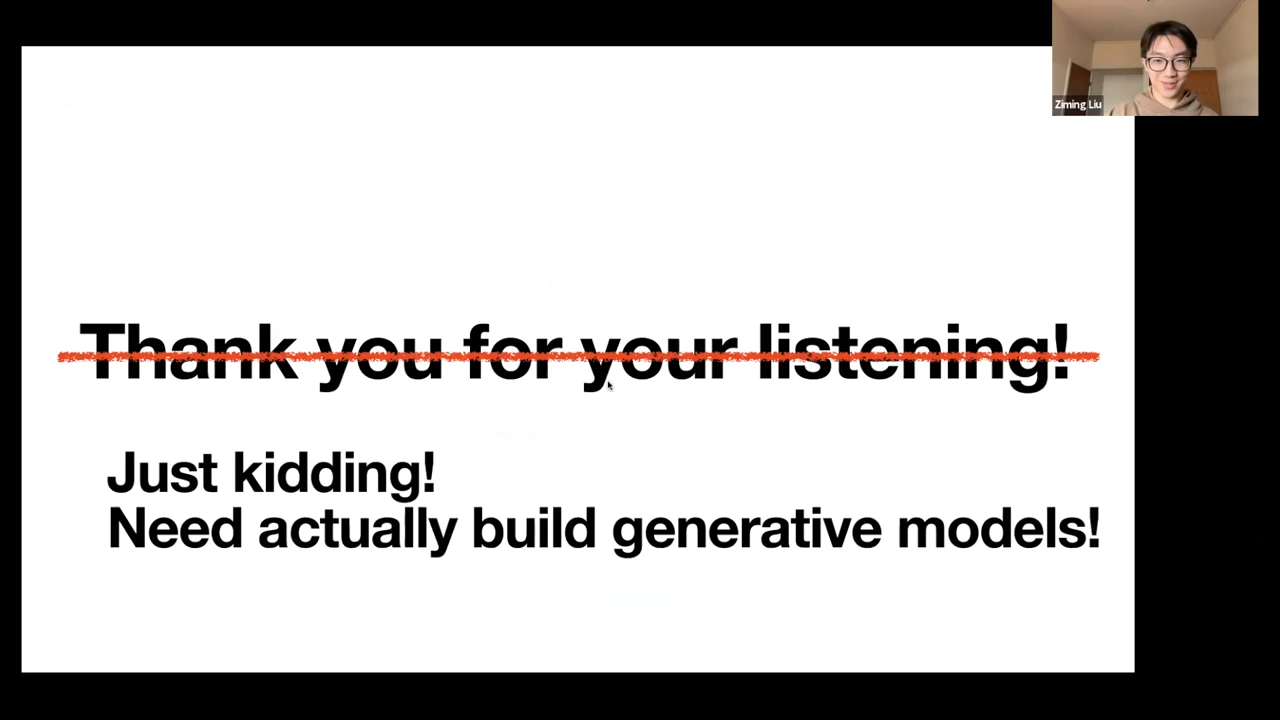 Ziming Liu
Thank you for your listening!
Just kidding!
Need actually build generative models!